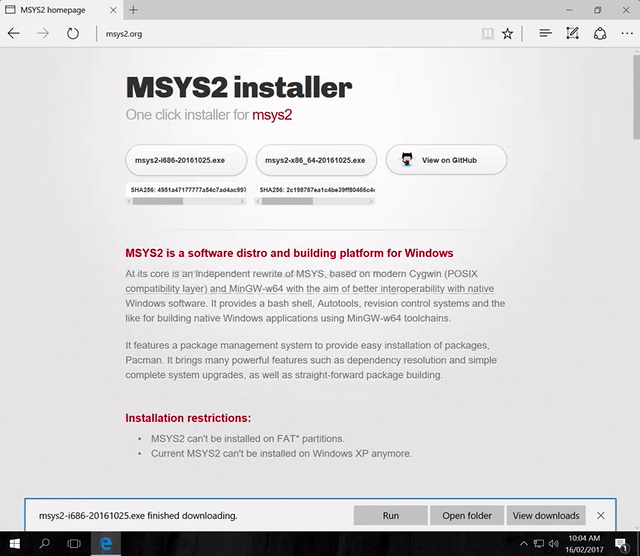 MSYS2 homepage
msys2.org
MSYS2 installer
One click installer for msys2
msys2-i686-20161025.exe
msys2-x86_64-20161025.exe
View on GitHub
SHA256: 4951a47177777a54c7ad4ac997
SHA256: 2c198787ea1c4be39ff80466c4
MSYS2 is a software distro and building platform for Windows
At its core is an independent rewrite of MSYS, based on modern Cygwin (POSIX
compatibility layer) and MinGW-w64 with the aim of better interoperability with native
Windows software. It provides a bash shell, Autotools, revision control systems and the
like for building native Windows applications using MinGW-w64 toolchains.
It features a package management system to provide easy installation of packages,
Pacman. It brings many powerful features such as dependency resolution and simple
complete system upgrades, as well as straight-forward package building.
Installation restrictions:
• MSYS2 can't be installed on FAT* partitions.
• Current MSYS2 can't be installed on Windows XP anymore.
msys2-i686-20161025.exe finished downloading.
Run
Open folder
View downloads
10:04 AM
16/02/2017